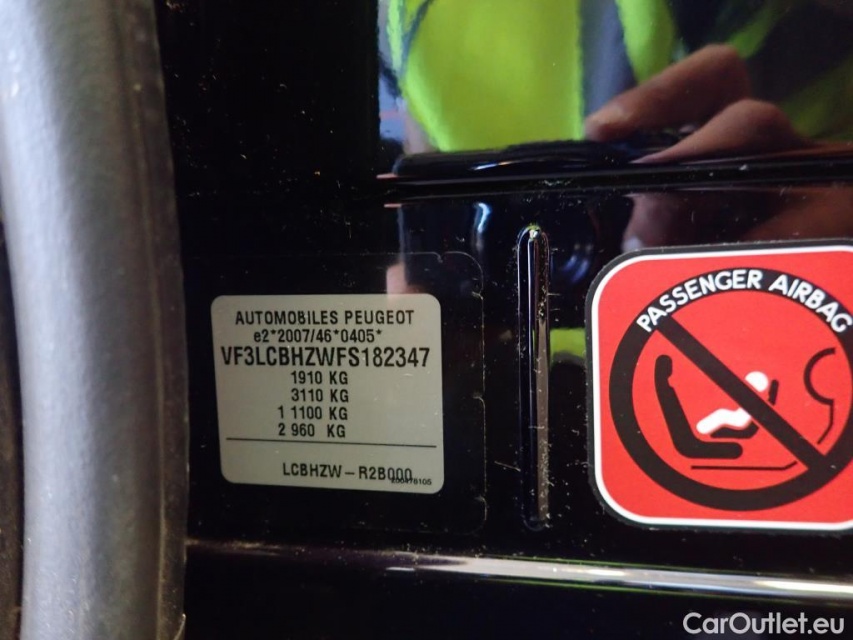 AUTOMOBILES PEUGEOT
e2*2007/46*0405*
VF3LCBHZWFS182347
1910 KG
3110 KG
1 1100 KG
2 960 KG
LCBHZW-R2B000
PASSENGER AIRBAG
CarOutlet.eu